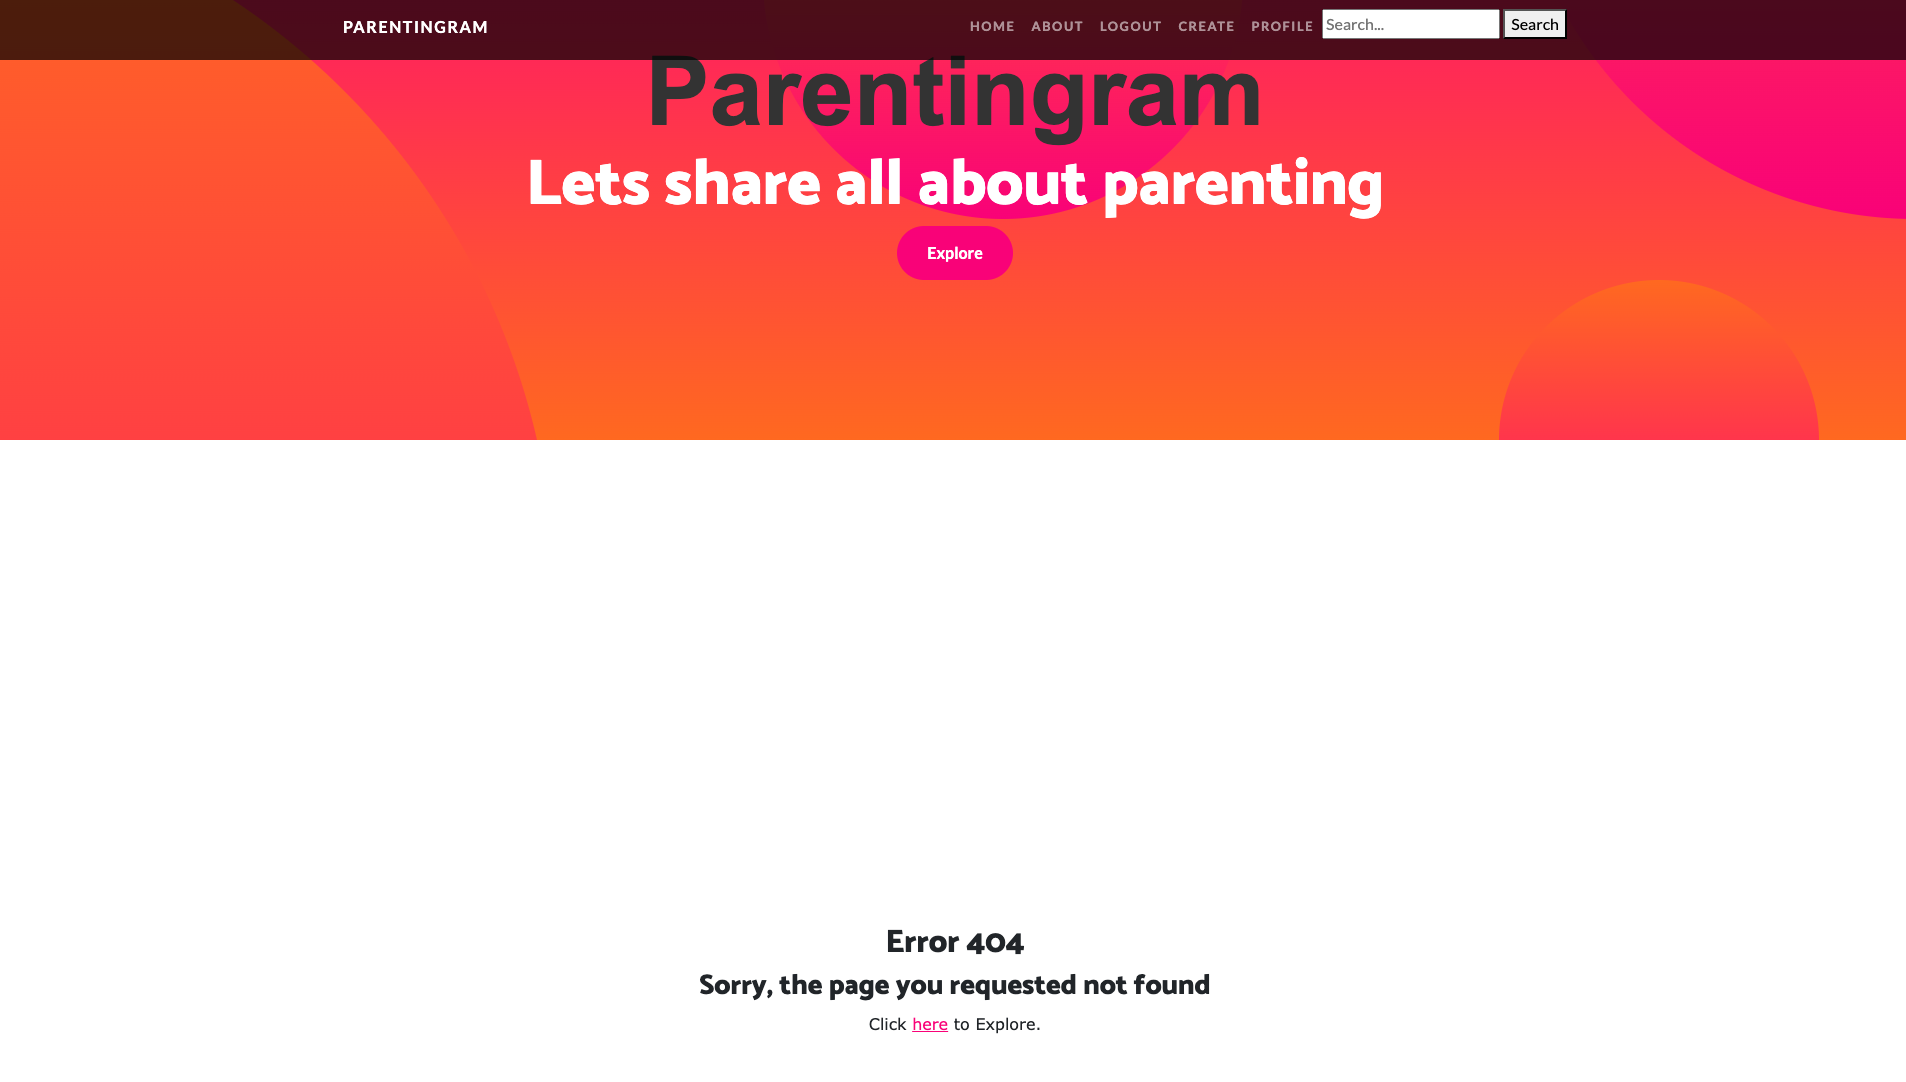 PARENTINGRAM
HOME ABOUT LOGOUT CREATE PROFILE Search... Search
Parentingram
Lets share all about parenting
Explore
Error 404
Sorry, the page you requested not found
Click here to Explore.